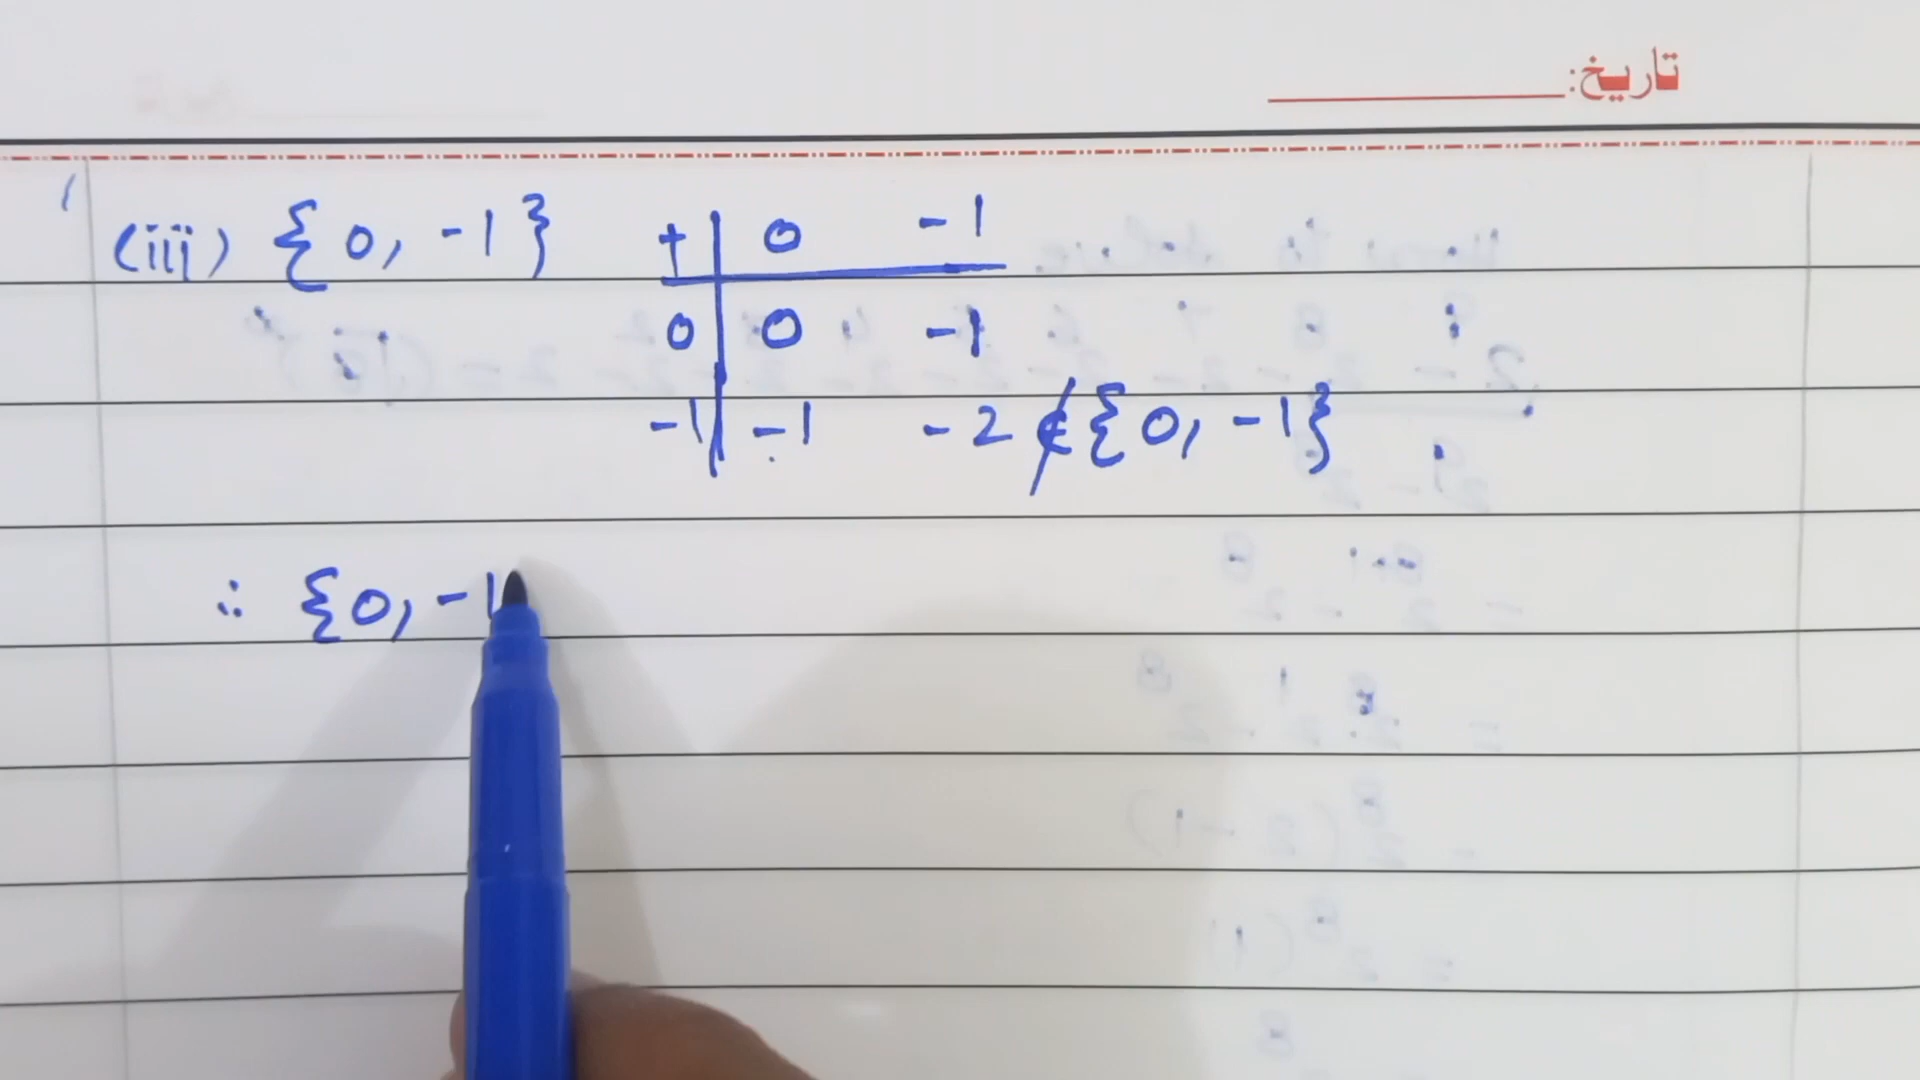 تاریخ:
(iii) {0, -1} + | 0 -1
0 | 0 -1
-1 | -1 -2 ∉ {0, -1}
∴ {0, -1